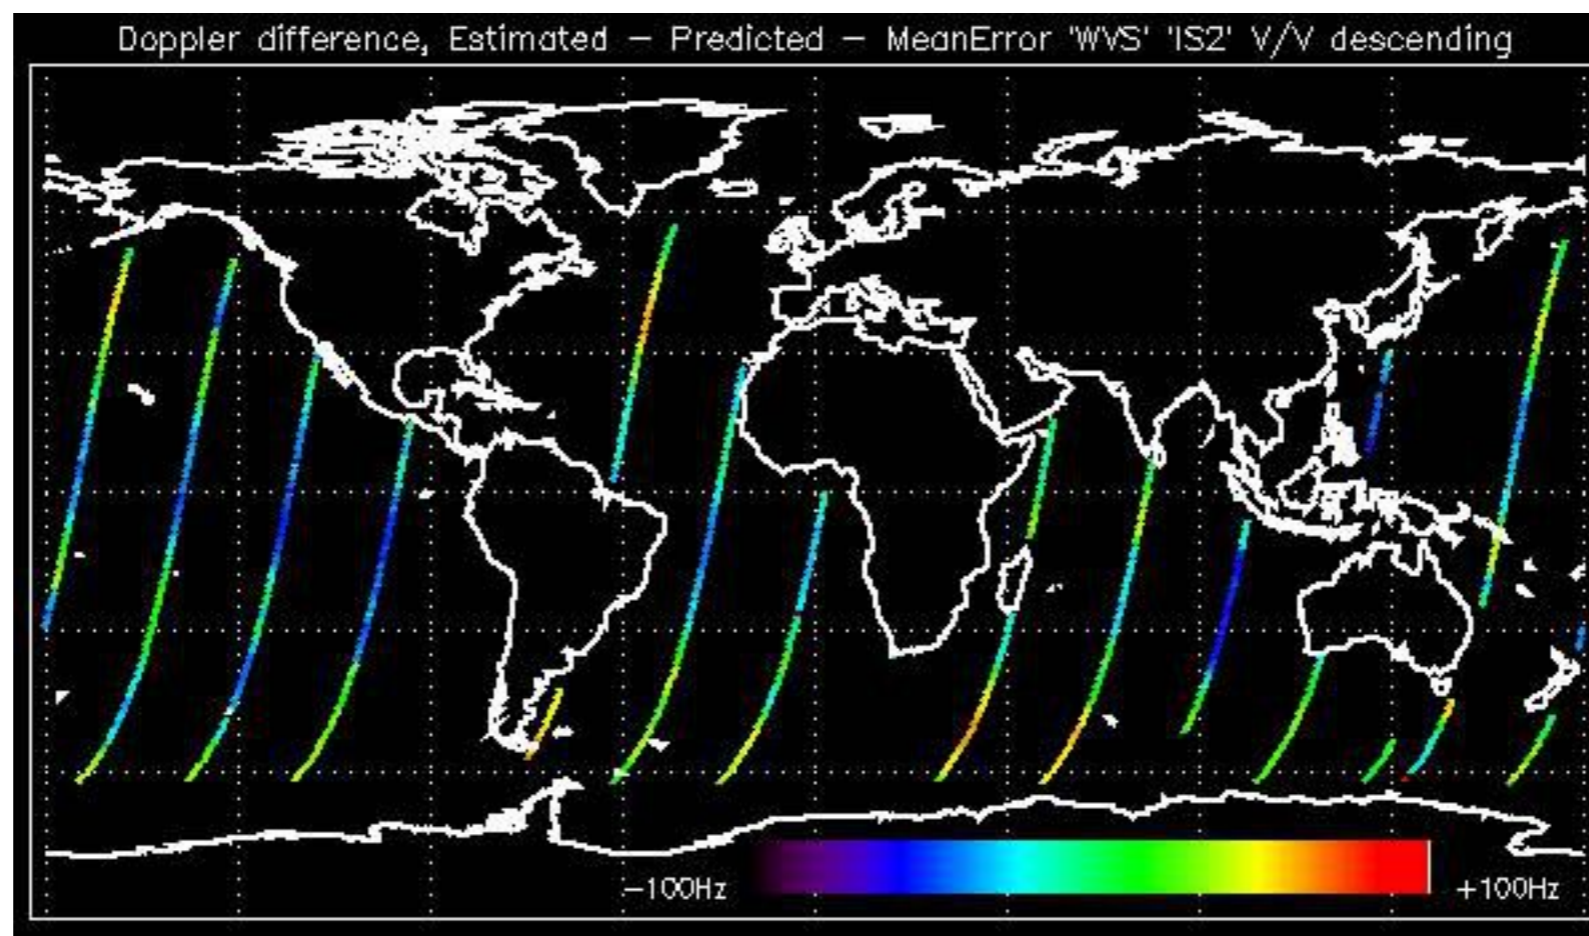 Doppler difference, Estimated – Predicted – MeanError 'WVS' 'IS2' V/V descending
-100Hz
+100Hz